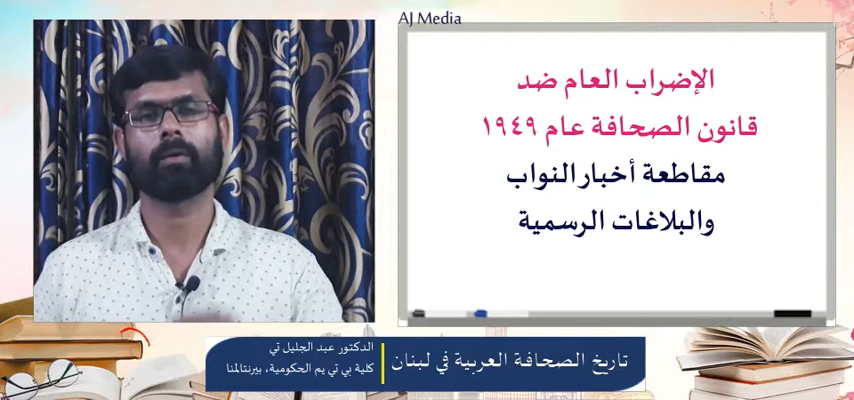 AJ Media
الإضراب العام ضد
قانون الصحافة عام ١٩٤٩
مقاطعة أخبار النواب
والبلاغات الرسمية
تاريخ الصحافة العربية في لبنان
الدكتور عبد الجليل تي
كلية بي تي يم الحكومية، بيرنتالمنا